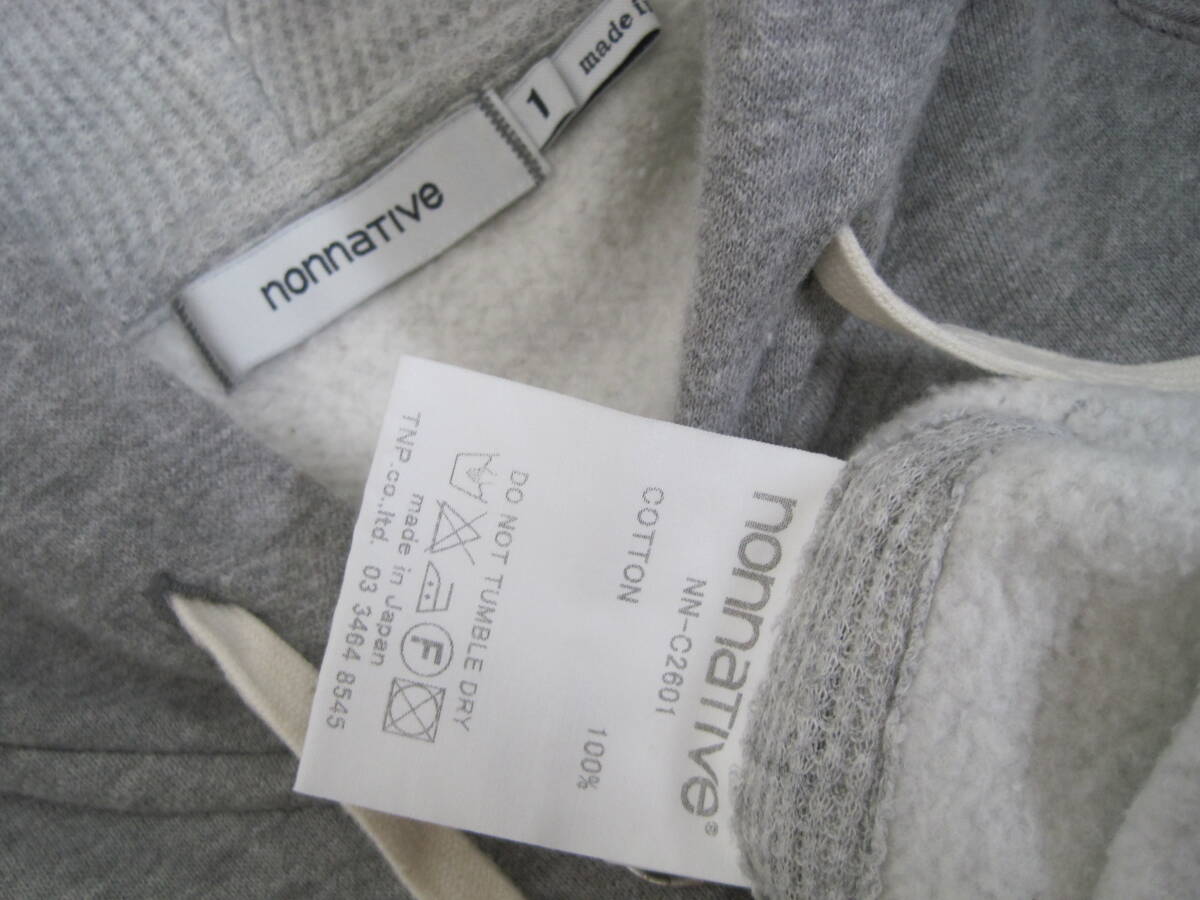 nonnative
1
made i
nonnative®
NN-C2601
COTTON 100%
DO NOT TUMBLE DRY
F
made in Japan
TNP.co.,ltd. 03 3464 8545